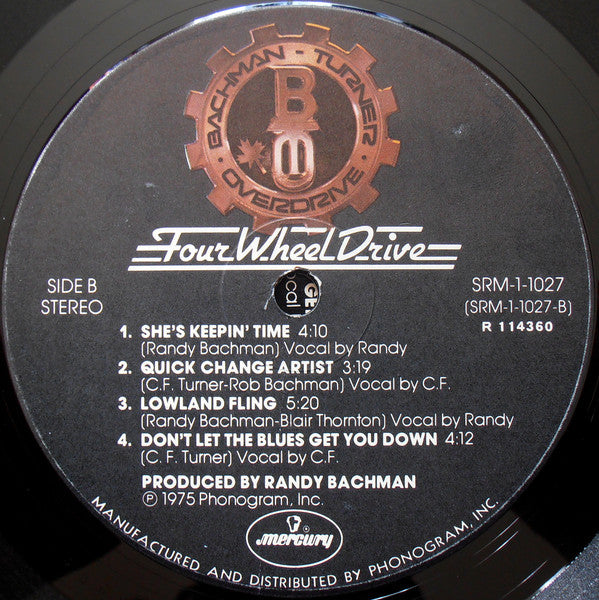 BACHMAN - TURNER
· OVERDRIVE ·
B
Four Wheel Drive
SIDE B
STEREO
SRM-1-1027
(SRM-1-1027-B)
R 114360
1. SHE'S KEEPIN' TIME 4:10
(Randy Bachman) Vocal by Randy
2. QUICK CHANGE ARTIST 3:19
(C.F. Turner-Rob Bachman) Vocal by C.F.
3. LOWLAND FLING 5:20
(Randy Bachman-Blair Thornton) Vocal by Randy
4. DON'T LET THE BLUES GET YOU DOWN 4:12
(C. F. Turner) Vocal by C.F.
PRODUCED BY RANDY BACHMAN
℗ 1975 Phonogram, Inc.
mercury
MANUFACTURED AND DISTRIBUTED BY PHONOGRAM, INC.